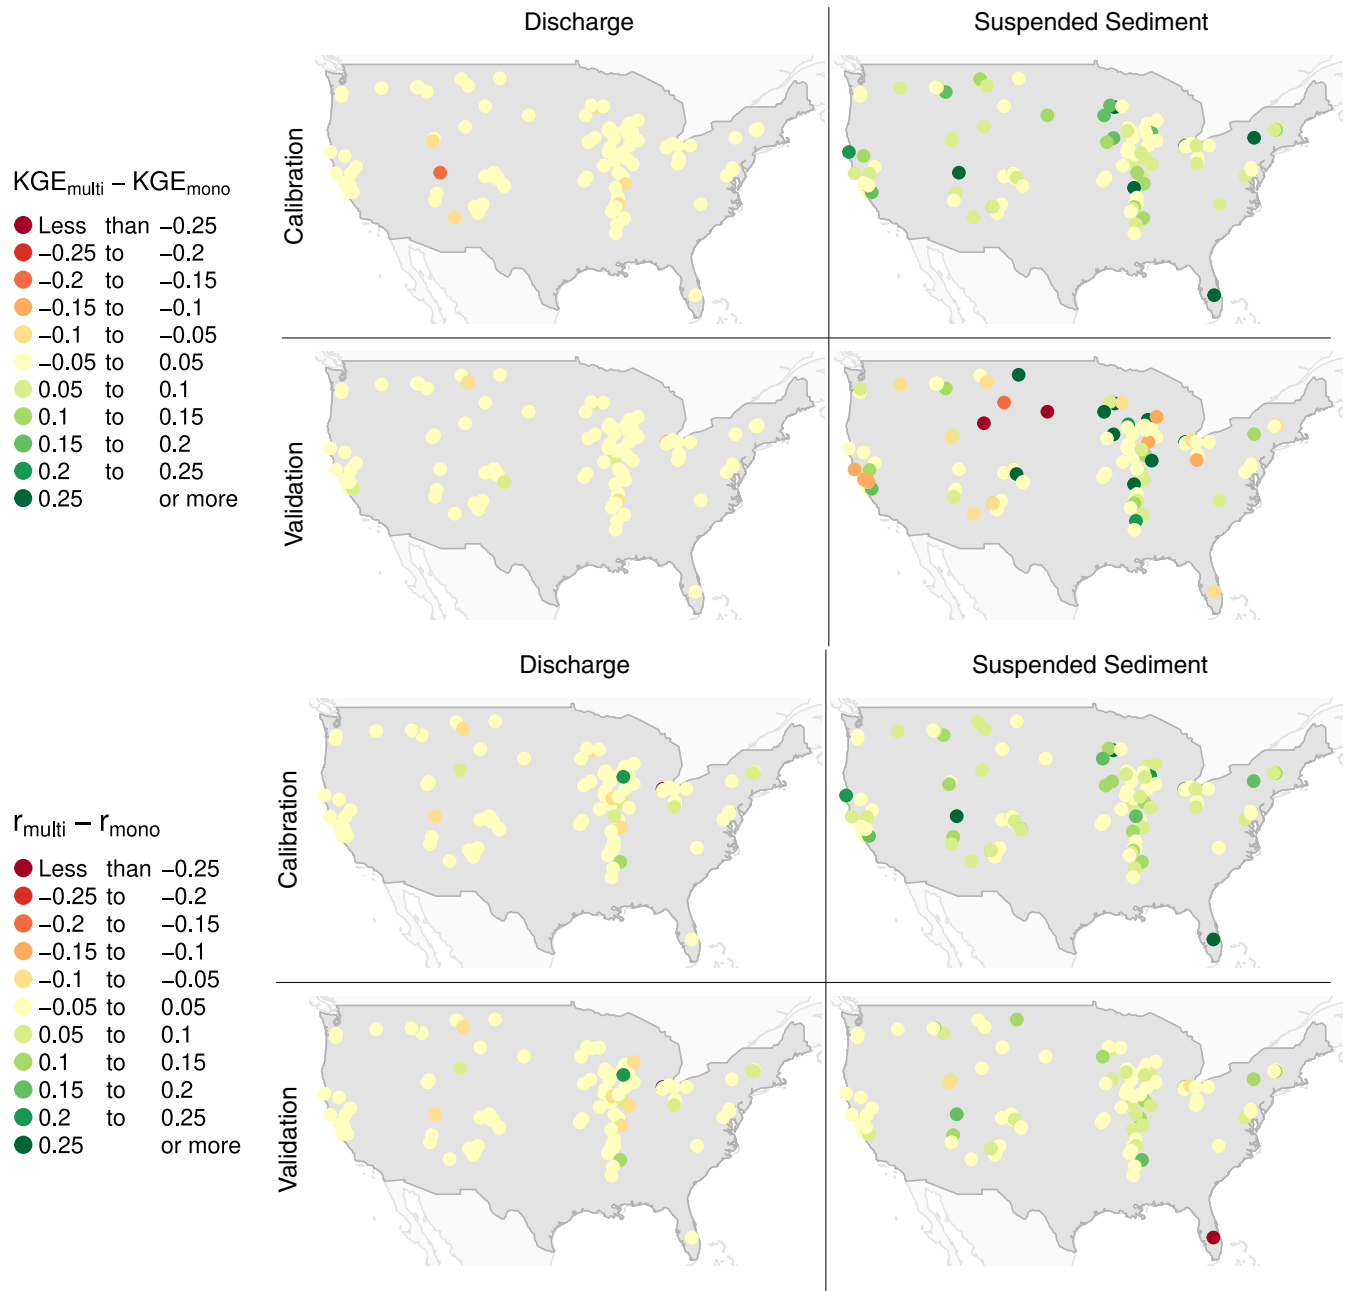 Discharge
Suspended Sediment
Calibration
Validation
KGEmulti − KGEmono
Less than −0.25
−0.25 to −0.2
−0.2 to −0.15
−0.15 to −0.1
−0.1 to −0.05
−0.05 to 0.05
0.05 to 0.1
0.1 to 0.15
0.15 to 0.2
0.2 to 0.25
0.25 or more
Discharge
Suspended Sediment
Calibration
Validation
rmulti − rmono
Less than −0.25
−0.25 to −0.2
−0.2 to −0.15
−0.15 to −0.1
−0.1 to −0.05
−0.05 to 0.05
0.05 to 0.1
0.1 to 0.15
0.15 to 0.2
0.2 to 0.25
0.25 or more